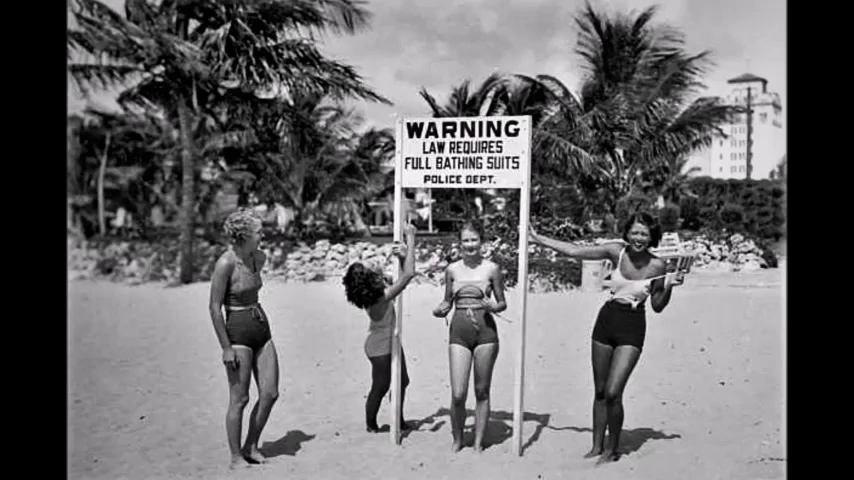 WARNING
LAW REQUIRES
FULL BATHING SUITS
POLICE DEPT.